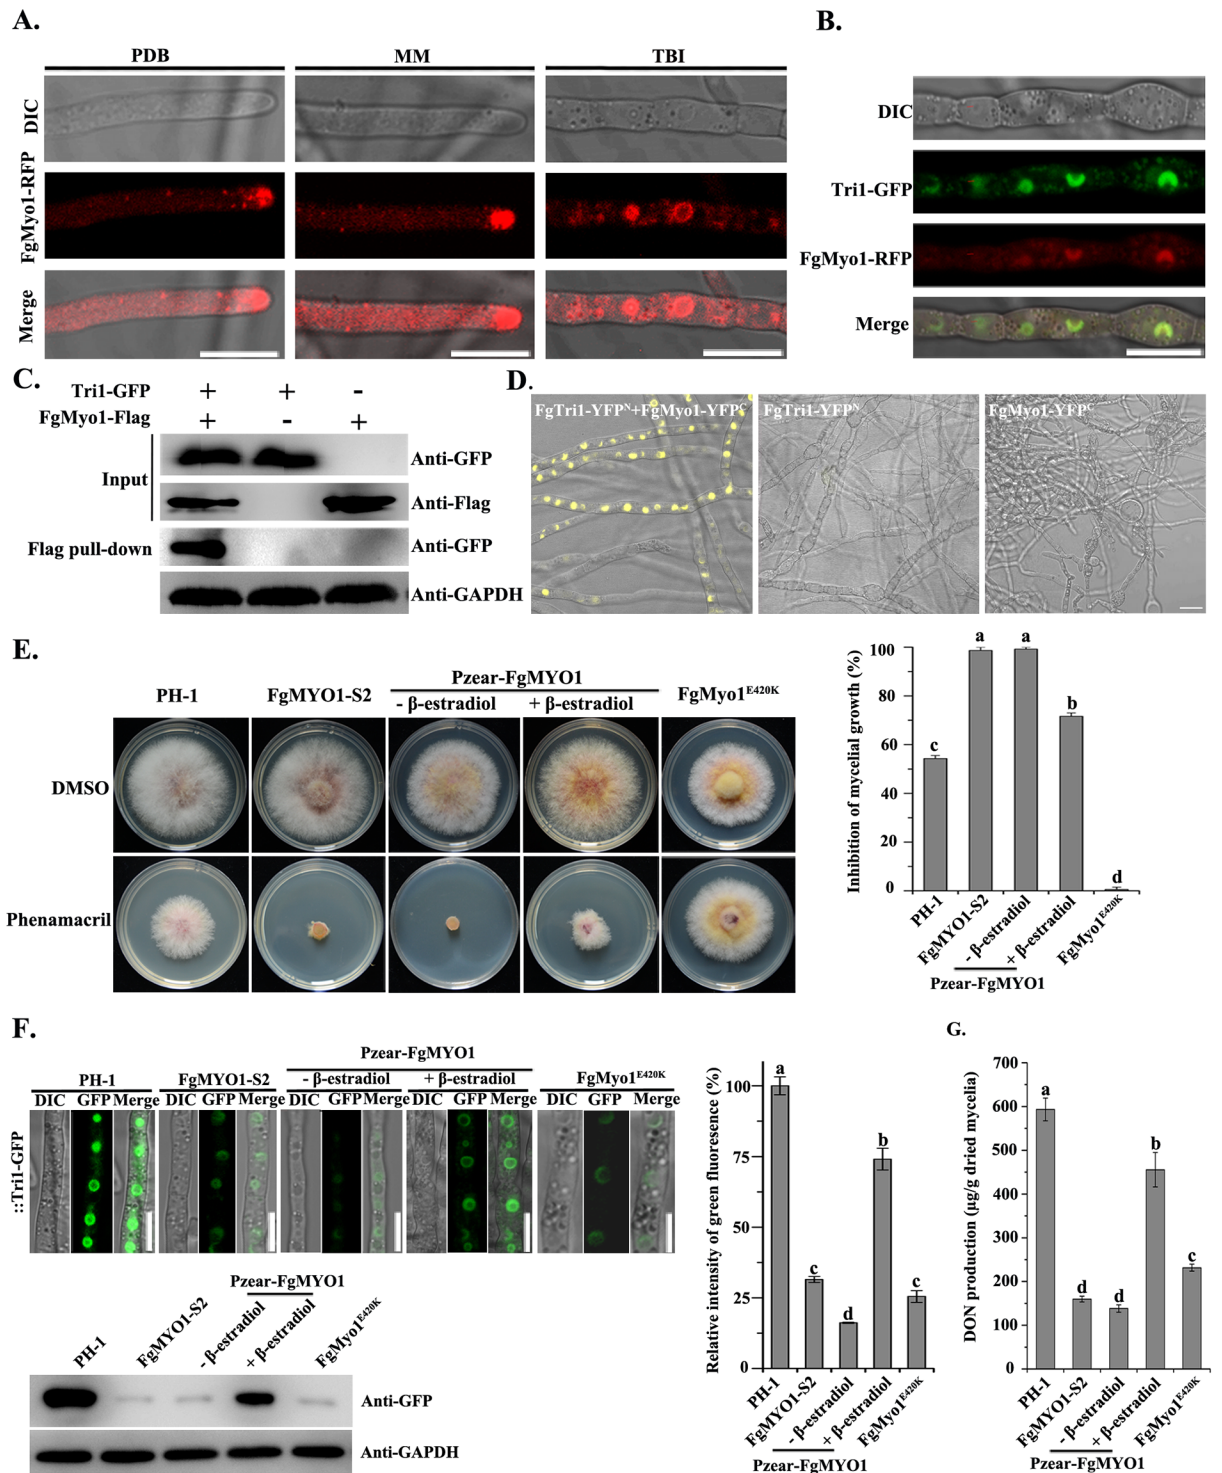 A.
PDB MM TBI
DIC
FgMyo1-RFP
Merge
B.
DIC
Tri1-GFP
FgMyo1-RFP
Merge
C.
Tri1-GFP + + -
FgMyo1-Flag + - +
Input
Anti-GFP
Anti-Flag
Flag pull-down Anti-GFP
Anti-GAPDH
D.
FgTri1-YFPᴺ+FgMyo1-YFPᶜ FgTri1-YFPᴺ FgMyo1-YFPᶜ
E.
Pzear-FgMYO1
PH-1 FgMYO1-S2 - β-estradiol + β-estradiol FgMyo1ᴱ⁴²⁰ᴷ
DMSO
Phenamacril
Inhibition of mycelial growth (%)
100
80
60
40
20
0
c a a b d
PH-1
FgMYO1-S2
- β-estradiol
+ β-estradiol
FgMyo1ᴱ⁴²⁰ᴷ
Pzear-FgMYO1
F.
Pzear-FgMYO1
PH-1 FgMYO1-S2 - β-estradiol + β-estradiol FgMyo1ᴱ⁴²⁰ᴷ
DIC GFP Merge DIC GFP Merge DIC GFP Merge DIC GFP Merge DIC GFP Merge
::Tri1-GFP
Pzear-FgMYO1
PH-1
FgMYO1-S2
- β-estradiol
+ β-estradiol
FgMyo1ᴱ⁴²⁰ᴷ
Anti-GFP
Anti-GAPDH
Relative intensity of green fluoresence (%)
100
75
50
25
0
a c d b c
PH-1
FgMYO1-S2
- β-estradiol
+ β-estradiol
FgMyo1ᴱ⁴²⁰ᴷ
Pzear-FgMYO1
G.
DON production (μg/g dried mycelia)
700
600
500
400
300
200
100
0
a d d b c
PH-1
FgMYO1-S2
- β-estradiol
+ β-estradiol
FgMyo1ᴱ⁴²⁰ᴷ
Pzear-FgMYO1